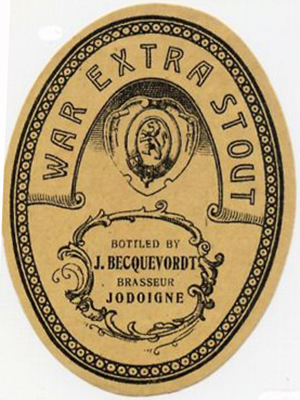 WAR EXTRA STOUT
BOTTLED BY
J. BECQUEVORDT
BRASSEUR
JODOIGNE